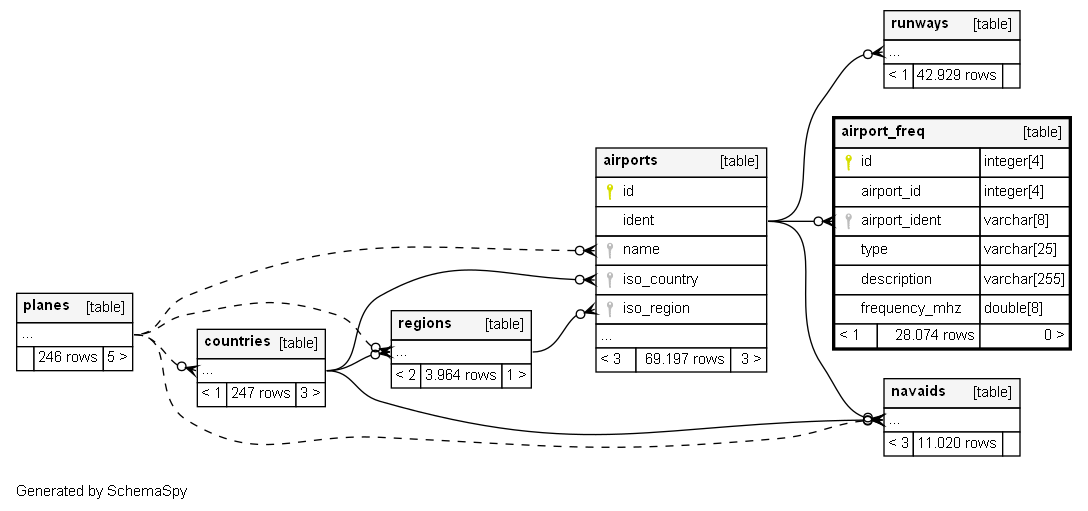 runways [table]
...
< 1 42.929 rows
airport_freq [table]
id integer[4]
airport_id integer[4]
airport_ident varchar[8]
type varchar[25]
description varchar[255]
frequency_mhz double[8]
< 1 28.074 rows 0 >
airports [table]
id
ident
name
iso_country
iso_region
...
< 3 69.197 rows 3 >
planes [table]
...
246 rows 5 >
countries [table]
...
< 1 247 rows 3 >
regions [table]
...
< 2 3.964 rows 1 >
navaids [table]
...
< 3 11.020 rows
Generated by SchemaSpy